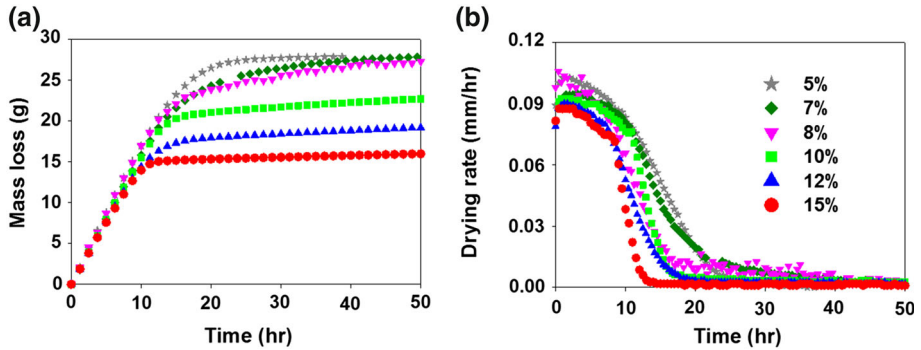 (a)
30
25
20
15
10
5
0
Mass loss (g)
0 10 20 30 40 50
Time (hr)
(b)
0.12
0.09
0.06
0.03
0.00
Drying rate (mm/hr)
5%
7%
8%
10%
12%
15%
0 10 20 30 40 50
Time (hr)